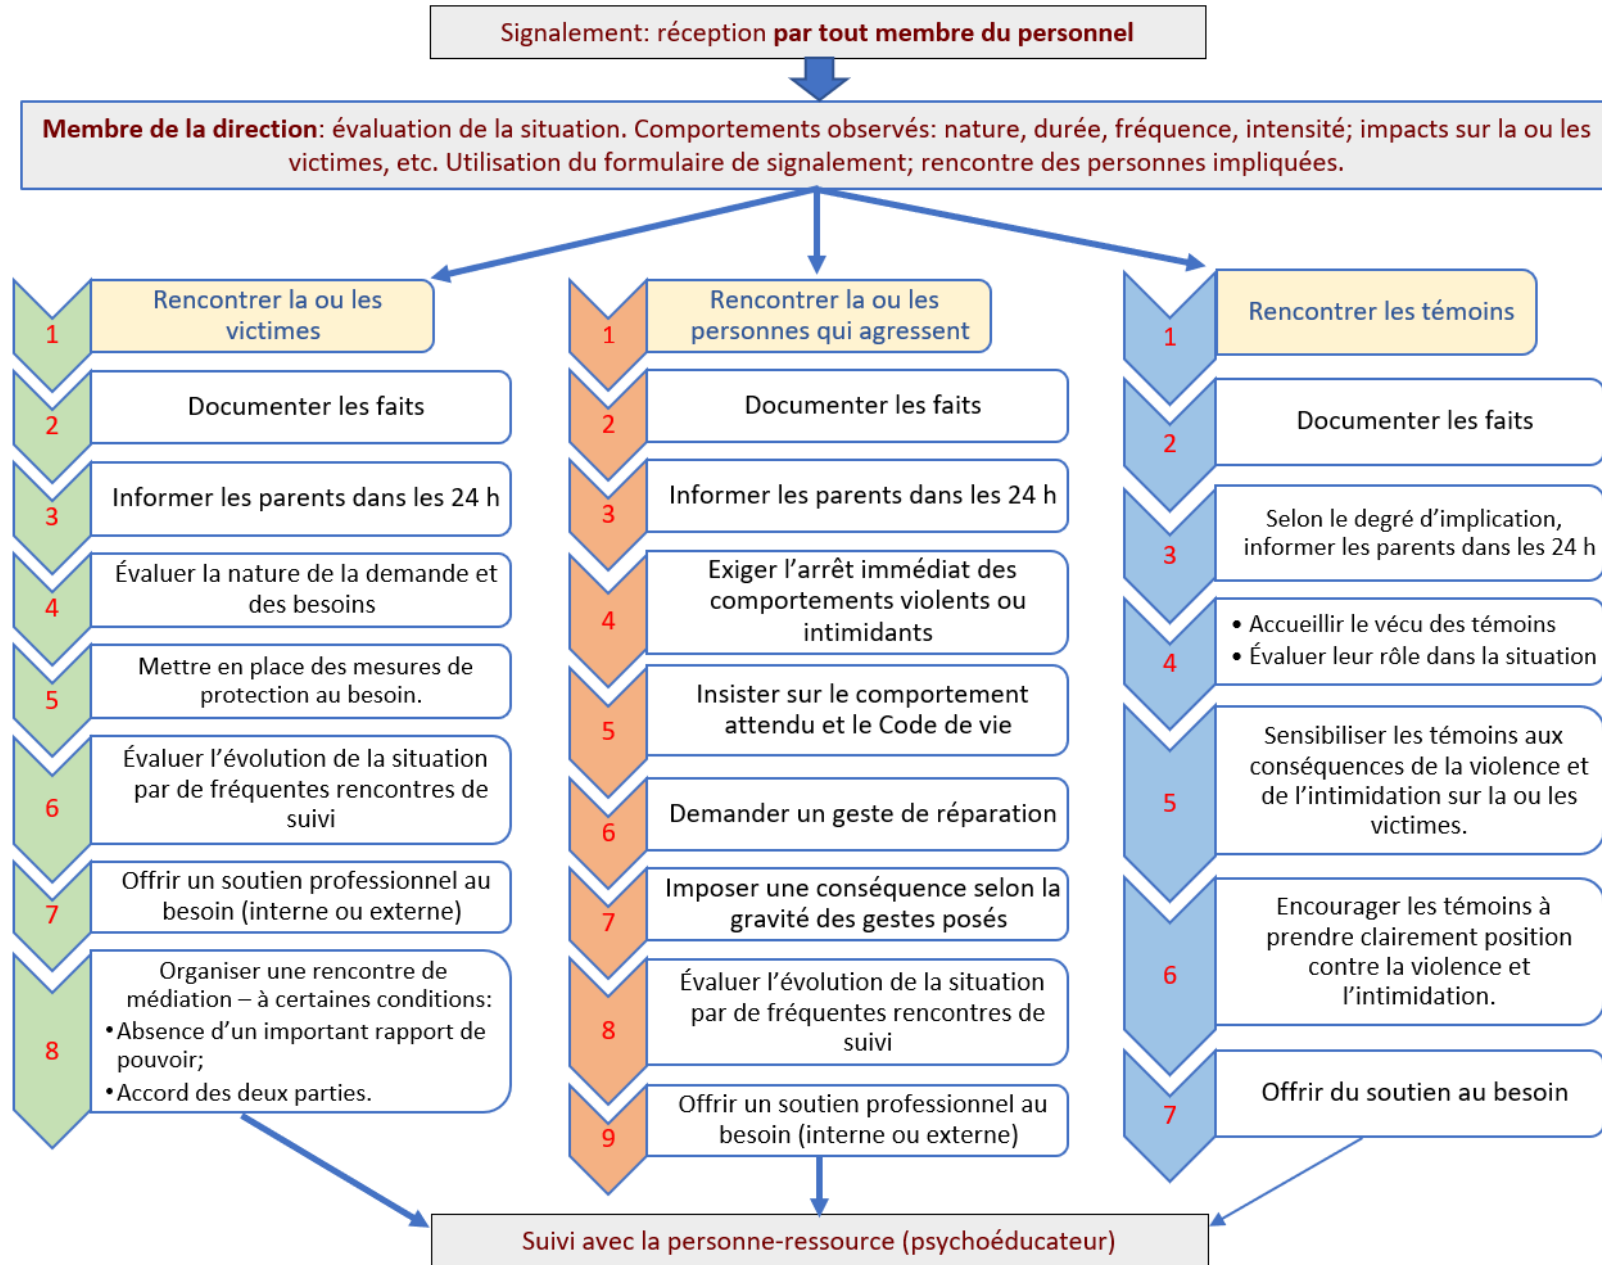 Signalement: réception par tout membre du personnel
Membre de la direction: évaluation de la situation. Comportements observés: nature, durée, fréquence, intensité; impacts sur la ou les
victimes, etc. Utilisation du formulaire de signalement; rencontre des personnes impliquées.
1
Rencontrer la ou les
victimes
2
Documenter les faits
3
Informer les parents dans les 24 h
4
Évaluer la nature de la demande et
des besoins
5
Mettre en place des mesures de
protection au besoin.
6
Évaluer l’évolution de la situation
par de fréquentes rencontres de
suivi
7
Offrir un soutien professionnel au
besoin (interne ou externe)
8
Organiser une rencontre de
médiation – à certaines conditions:
•Absence d’un important rapport de
pouvoir;
•Accord des deux parties.
1
Rencontrer la ou les
personnes qui agressent
2
Documenter les faits
3
Informer les parents dans les 24 h
4
Exiger l’arrêt immédiat des
comportements violents ou
intimidants
5
Insister sur le comportement
attendu et le Code de vie
6
Demander un geste de réparation
7
Imposer une conséquence selon la
gravité des gestes posés
8
Évaluer l’évolution de la situation
par de fréquentes rencontres de
suivi
9
Offrir un soutien professionnel au
besoin (interne ou externe)
1
Rencontrer les témoins
2
Documenter les faits
3
Selon le degré d’implication,
informer les parents dans les 24 h
4
• Accueillir le vécu des témoins
• Évaluer leur rôle dans la situation
5
Sensibiliser les témoins aux
conséquences de la violence et
de l’intimidation sur la ou les
victimes.
6
Encourager les témoins à
prendre clairement position
contre la violence et
l’intimidation.
7
Offrir du soutien au besoin
Suivi avec la personne-ressource (psychoéducateur)